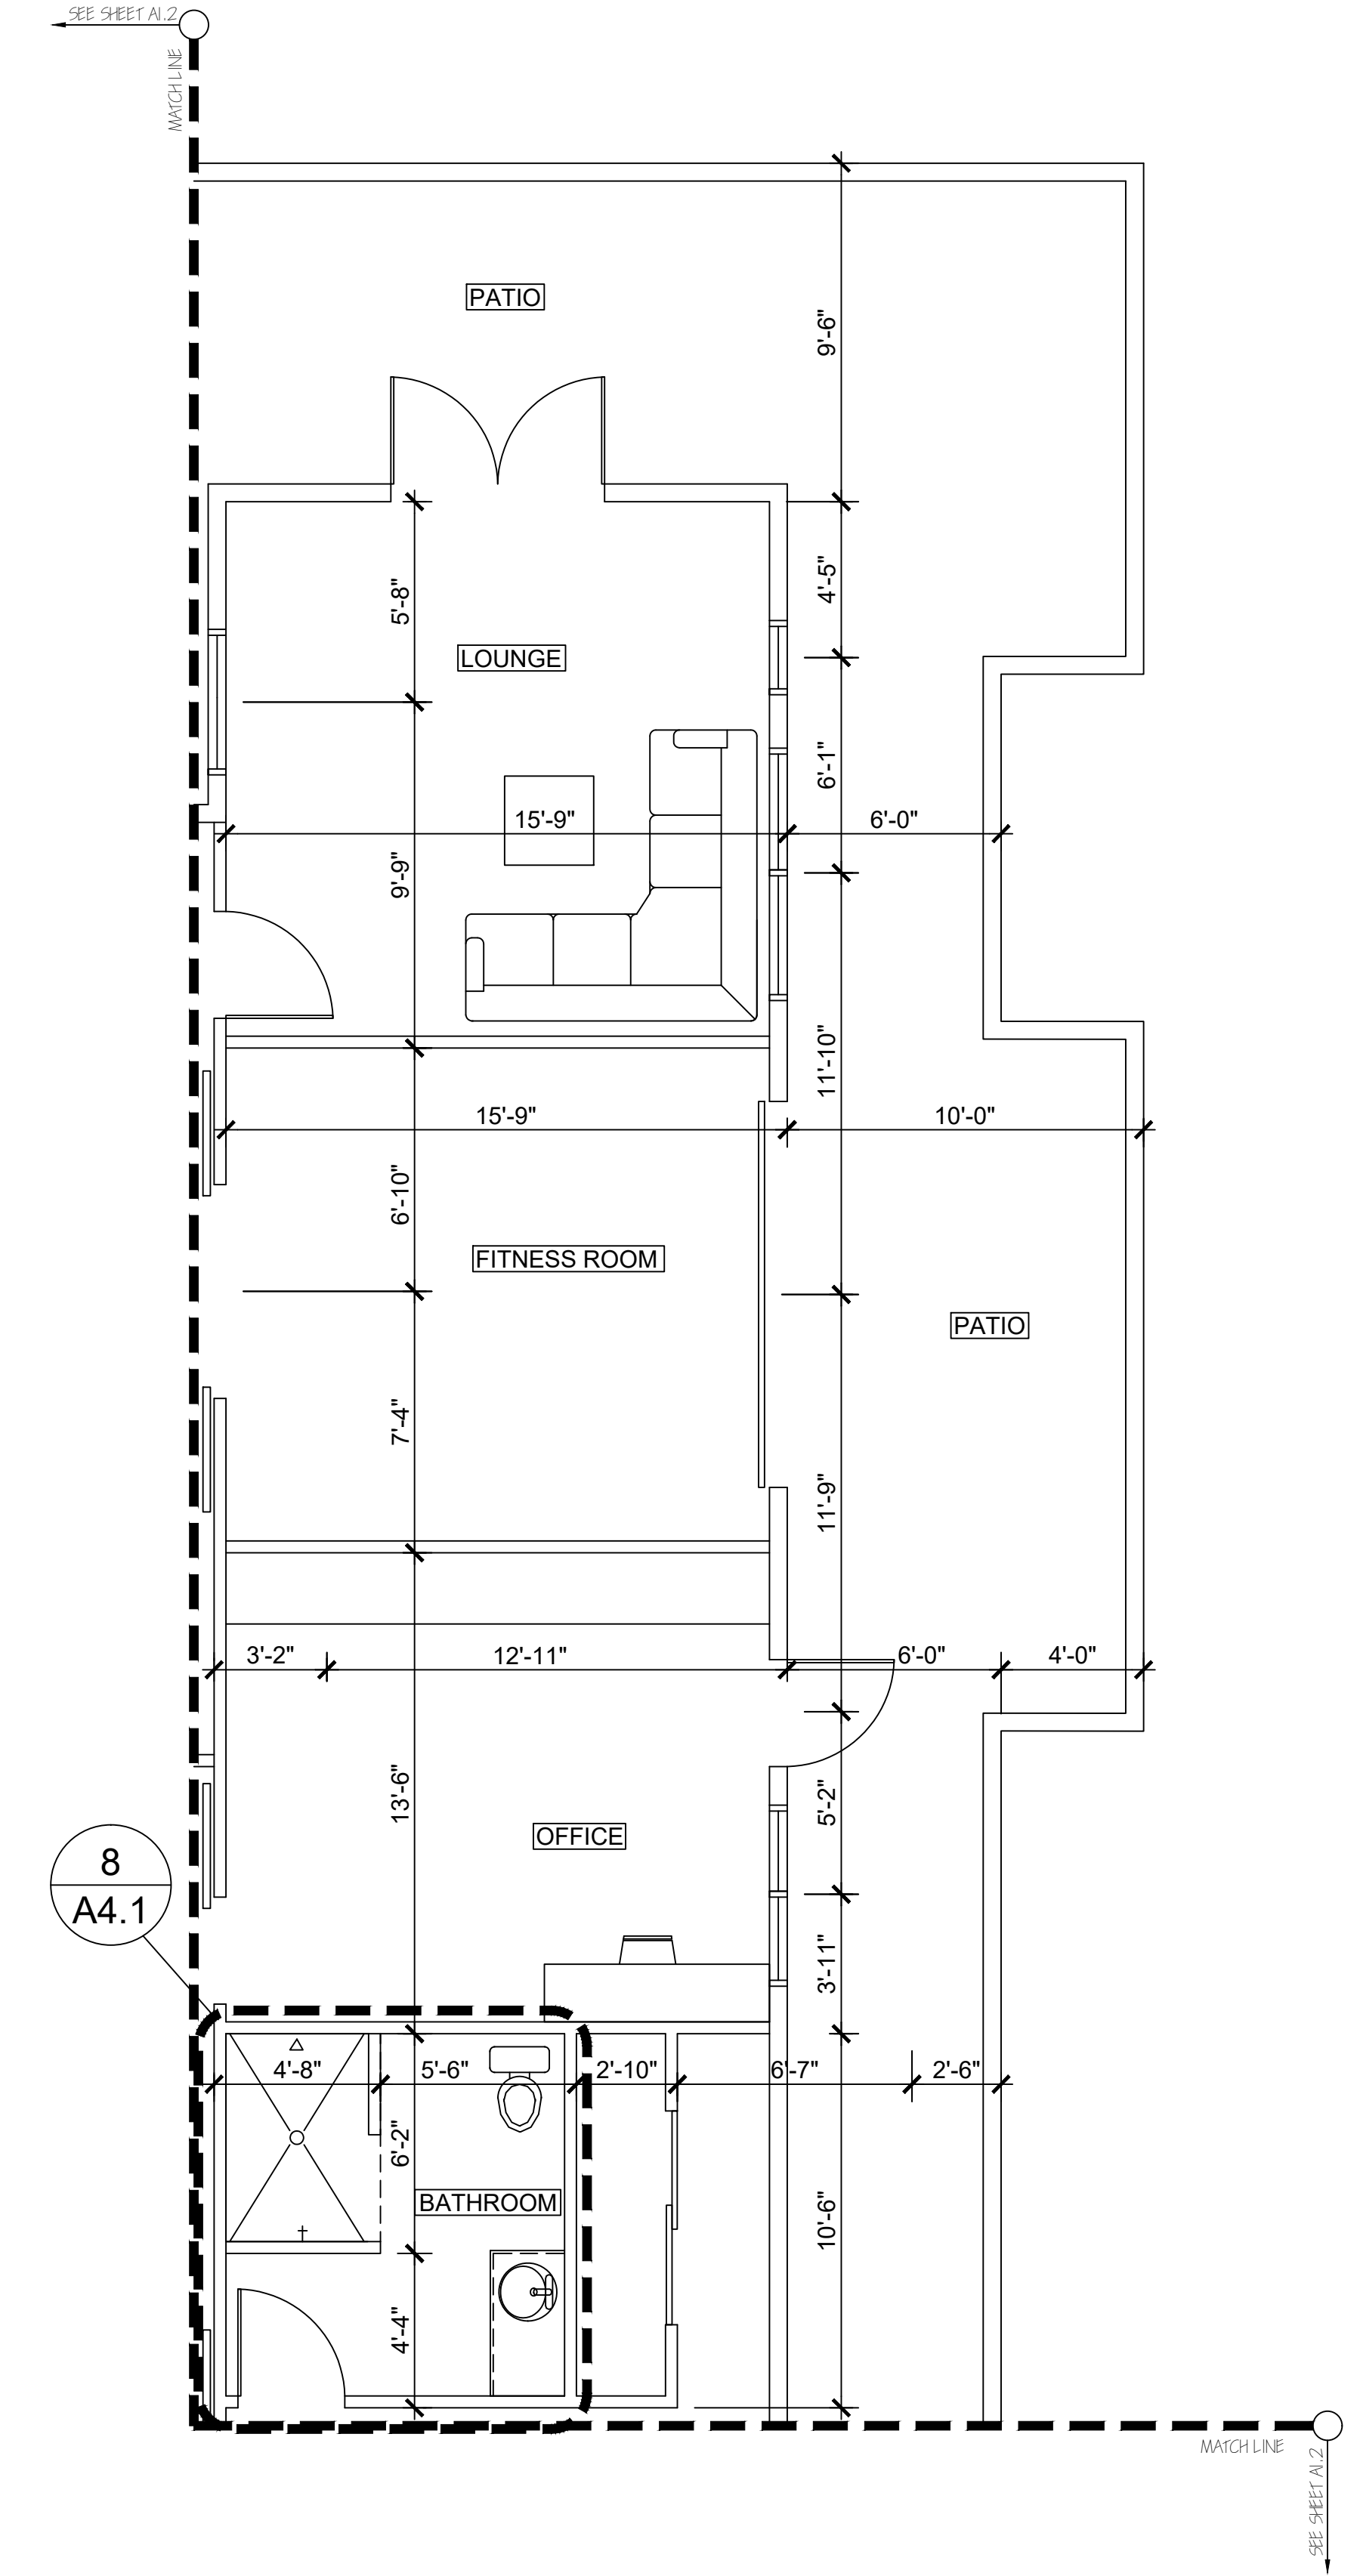 SEE SHEET A1.2
MATCH LINE
PATIO
9'-6"
5'-8"
4'-5"
LOUNGE
6'-1"
15'-9"
6'-0"
9'-9"
11'-10"
15'-9"
10'-0"
6'-10"
FITNESS ROOM
PATIO
7'-4"
11'-9"
3'-2"
12'-11"
6'-0"
4'-0"
13'-6"
5'-2"
OFFICE
8
A4.1
3'-11"
4'-8"
5'-6"
2'-10"
6'-7"
2'-6"
6'-2"
BATHROOM
10'-6"
4'-4"
MATCH LINE
SEE SHEET A1.2